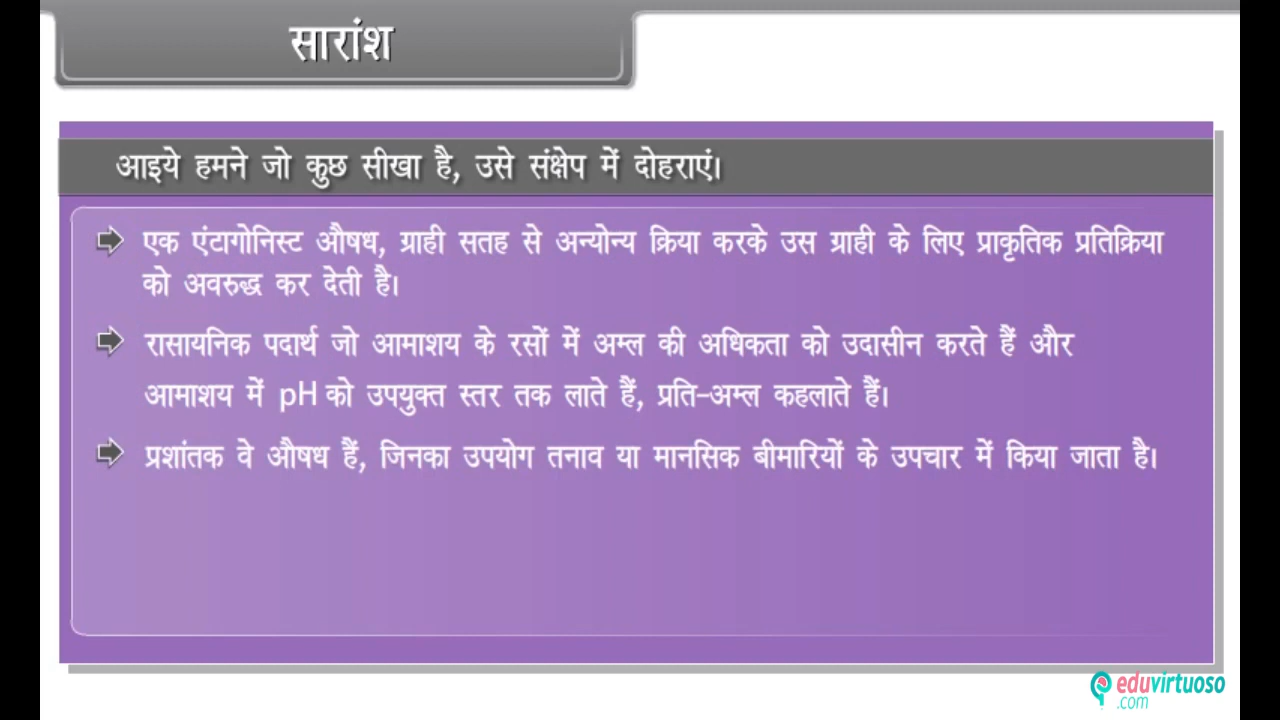 सारांश
आइये हमने जो कुछ सीखा है, उसे संक्षेप में दोहराएं।
एक एंटागोनिस्ट औषध, ग्राही सतह से अन्योन्य क्रिया करके उस ग्राही के लिए प्राकृतिक प्रतिक्रिया
को अवरुद्ध कर देती है।
रासायनिक पदार्थ जो आमाशय के रसों में अम्ल की अधिकता को उदासीन करते हैं और
आमाशय में pH को उपयुक्त स्तर तक लाते हैं, प्रति-अम्ल कहलाते हैं।
प्रशांतक वे औषध हैं, जिनका उपयोग तनाव या मानसिक बीमारियों के उपचार में किया जाता है।
eduvirtuoso
.com